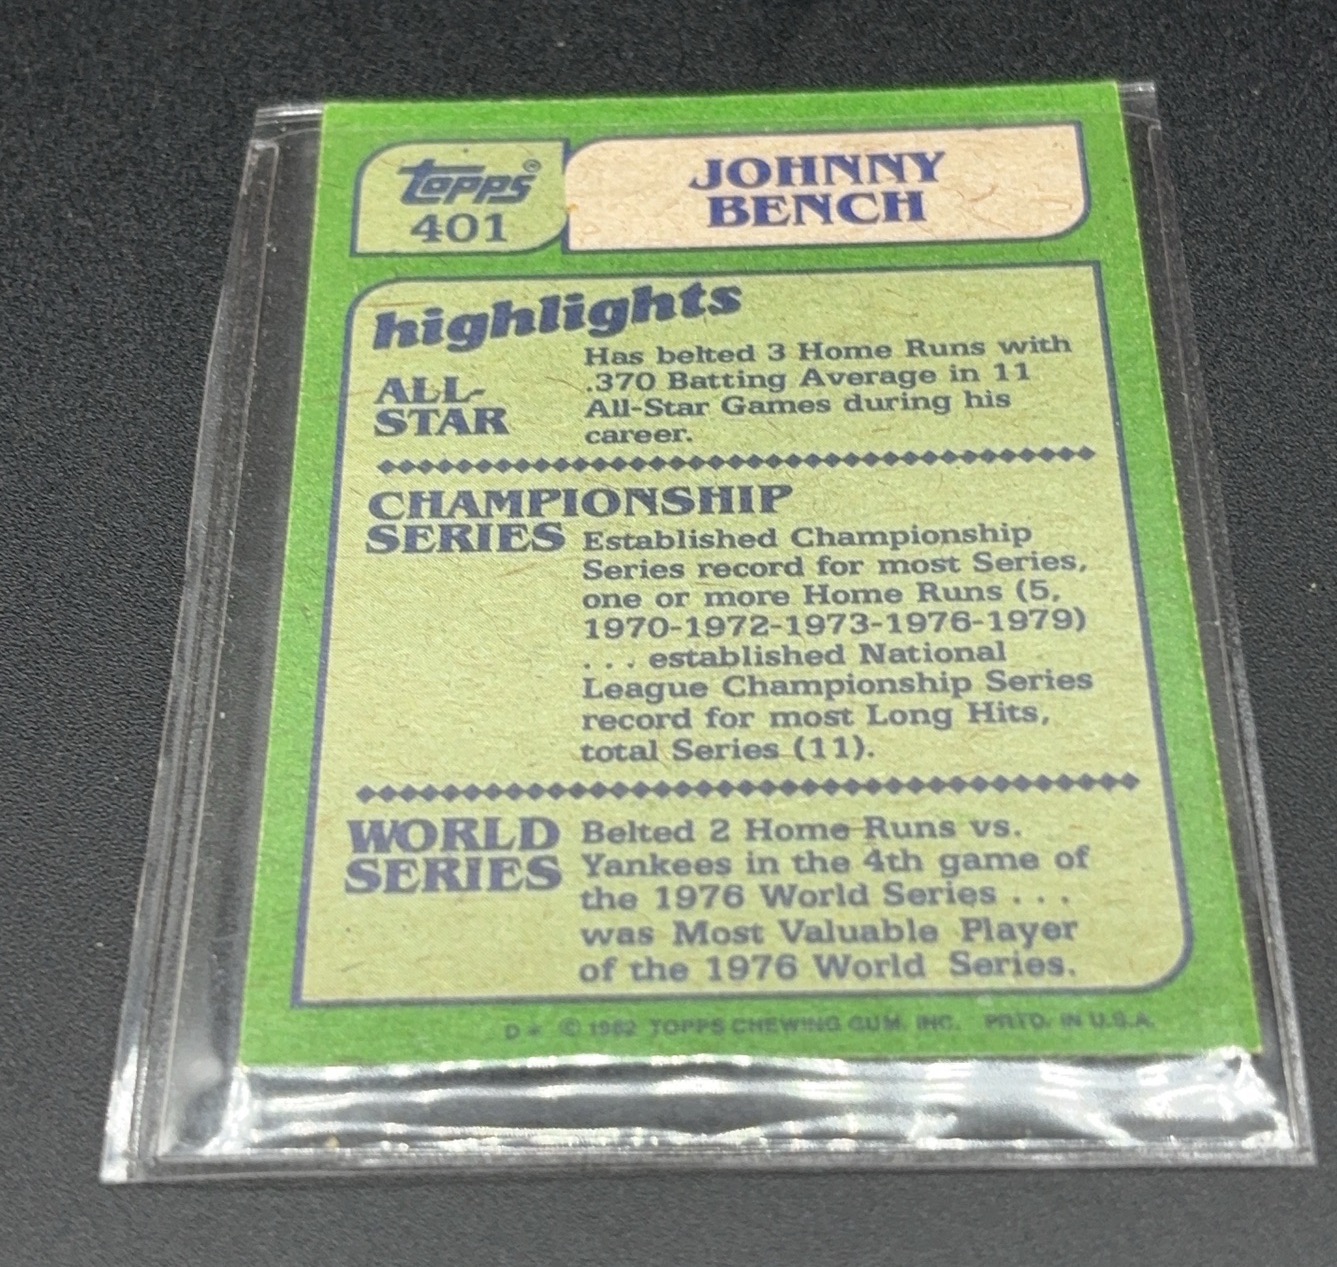 topps®
401
JOHNNY
BENCH
highlights
ALL-
STAR
Has belted 3 Home Runs with
.370 Batting Average in 11
All-Star Games during his
career.
CHAMPIONSHIP
SERIES
Established Championship
Series record for most Series,
one or more Home Runs (5,
1970-1972-1973-1976-1979)
. . . established National
League Championship Series
record for most Long Hits,
total Series (11).
WORLD
SERIES
Belted 2 Home Runs vs.
Yankees in the 4th game of
the 1976 World Series . . .
was Most Valuable Player
of the 1976 World Series.
D* © 1982 TOPPS CHEWING GUM, INC. PRTD. IN U.S.A.